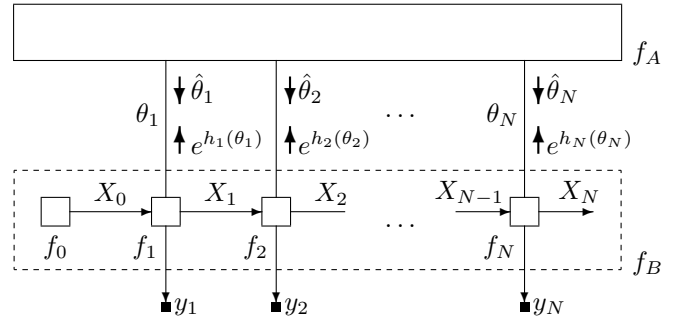 f_A
θ̂_1 θ̂_2 θ̂_N
θ_1 … θ_N
e^{h_1(θ_1)} e^{h_2(θ_2)} e^{h_N(θ_N)}
X_0 X_1 X_2 X_{N−1} X_N
…
f_0 f_1 f_2 f_N
f_B
y_1 y_2 y_N